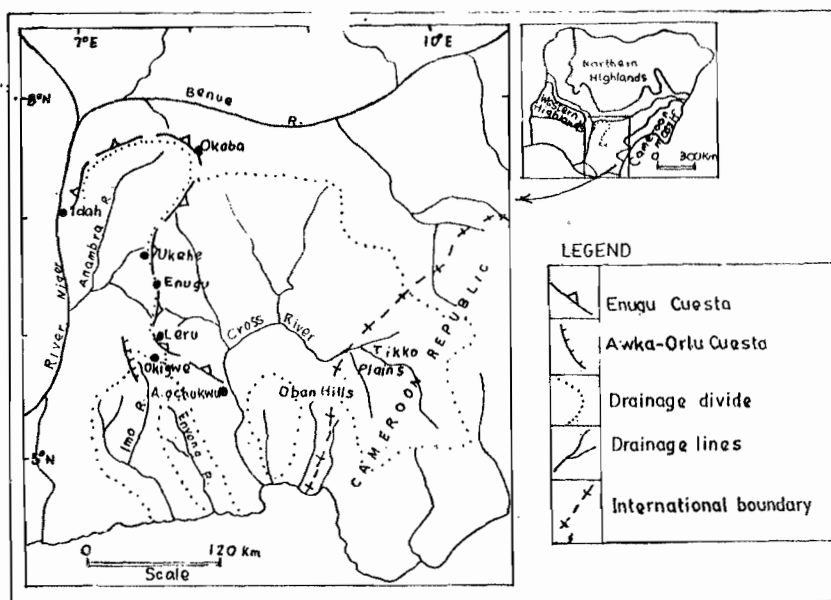 7°E
10°E
8°N
5°N
Benue
R.
Okaba
Idah
Anambra R.
Ukehe
Enugu
River Niger
Leru
Okigwe
Cross
River
Tikko
Plains
Arochukwu
Oban Hills
Imo R.
Enyong R.
CAMEROON REPUBLIC
0 120 km
Scale
Northern
Highlands
Western
Highlands
0 300Km
LEGEND
Enugu Cuesta
Awka-Orlu Cuesta
Drainage divide
Drainage lines
International boundary